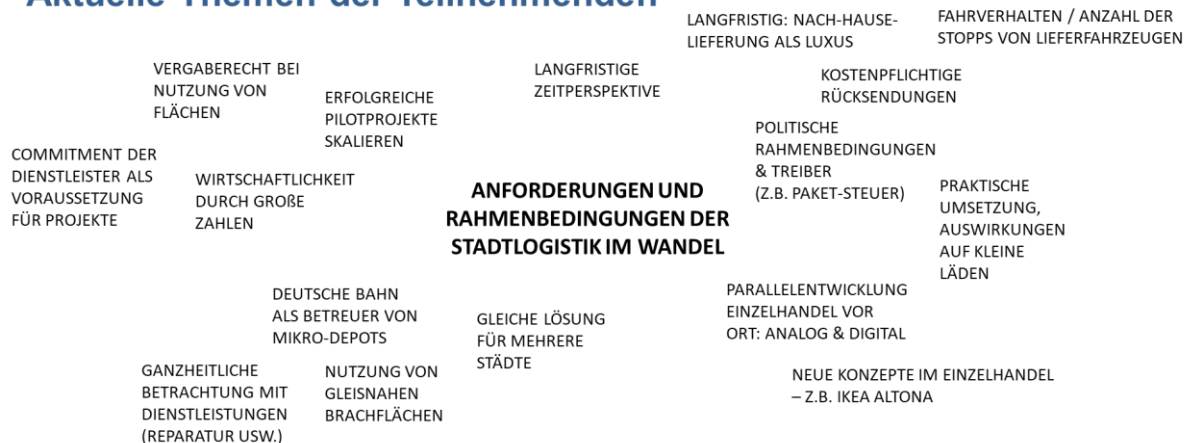 Aktuelle Themen der Teilnehmenden
LANGFRISTIG: NACH-HAUSE-
LIEFERUNG ALS LUXUS
FAHRVERHALTEN / ANZAHL DER
STOPPS VON LIEFERFAHRZEUGEN
VERGABERECHT BEI
NUTZUNG VON
FLÄCHEN
ERFOLGREICHE
PILOTPROJEKTE
SKALIEREN
LANGFRISTIGE
ZEITPERSPEKTIVE
KOSTENPFLICHTIGE
RÜCKSENDUNGEN
POLITISCHE
RAHMENBEDINGUNGEN
& TREIBER
(Z.B. PAKET-STEUER)
COMMITMENT DER
DIENSTLEISTER ALS
VORAUSSETZUNG
FÜR PROJEKTE
WIRTSCHAFTLICHKEIT
DURCH GROßE
ZAHLEN
ANFORDERUNGEN UND
RAHMENBEDINGUNGEN DER
STADTLOGISTIK IM WANDEL
PRAKTISCHE
UMSETZUNG,
AUSWIRKUNGEN
AUF KLEINE
LÄDEN
DEUTSCHE BAHN
ALS BETREUER VON
MIKRO-DEPOTS
GLEICHE LÖSUNG
FÜR MEHRERE
STÄDTE
PARALLELENTWICKLUNG
EINZELHANDEL VOR
ORT: ANALOG & DIGITAL
GANZHEITLICHE
BETRACHTUNG MIT
DIENSTLEISTUNGEN
(REPARATUR USW.)
NUTZUNG VON
GLEISNAHEN
BRACHFLÄCHEN
NEUE KONZEPTE IM EINZELHANDEL
– Z.B. IKEA ALTONA